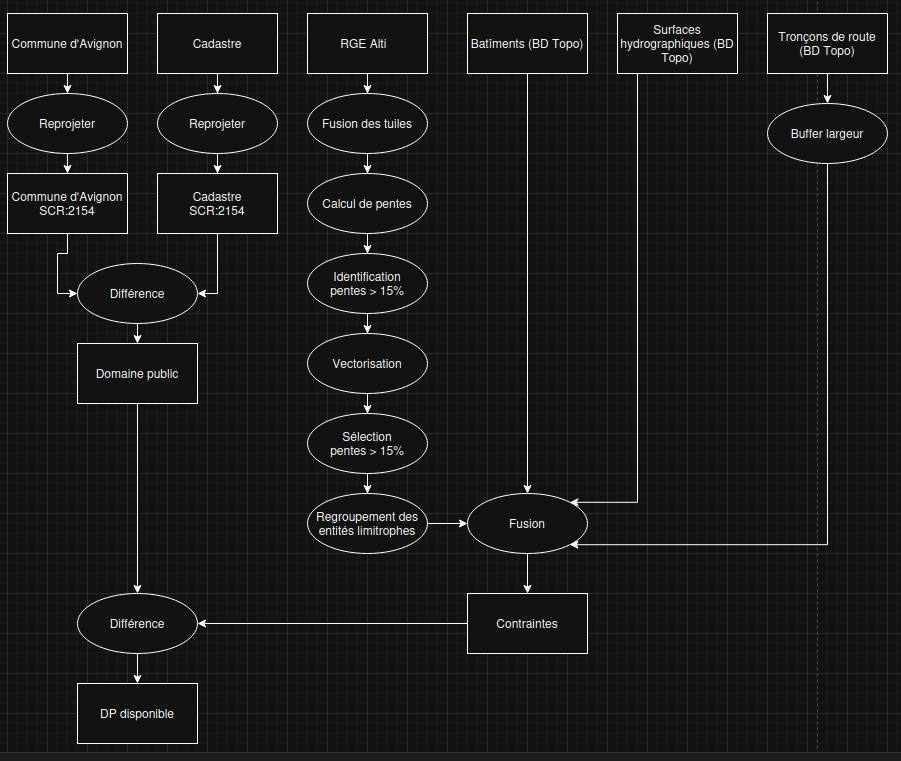 Commune d'Avignon
Cadastre
RGE Alti
Batîments (BD Topo)
Surfaces
hydrographiques (BD
Topo)
Tronçons de route
(BD Topo)
Reprojeter
Reprojeter
Fusion des tuiles
Buffer largeur
Commune d'Avignon
SCR:2154
Cadastre
SCR:2154
Calcul de pentes
Différence
Identification
pentes > 15%
Domaine public
Vectorisation
Sélection
pentes > 15%
Regroupement des
entités limitrophes
Fusion
Différence
Contraintes
DP disponible